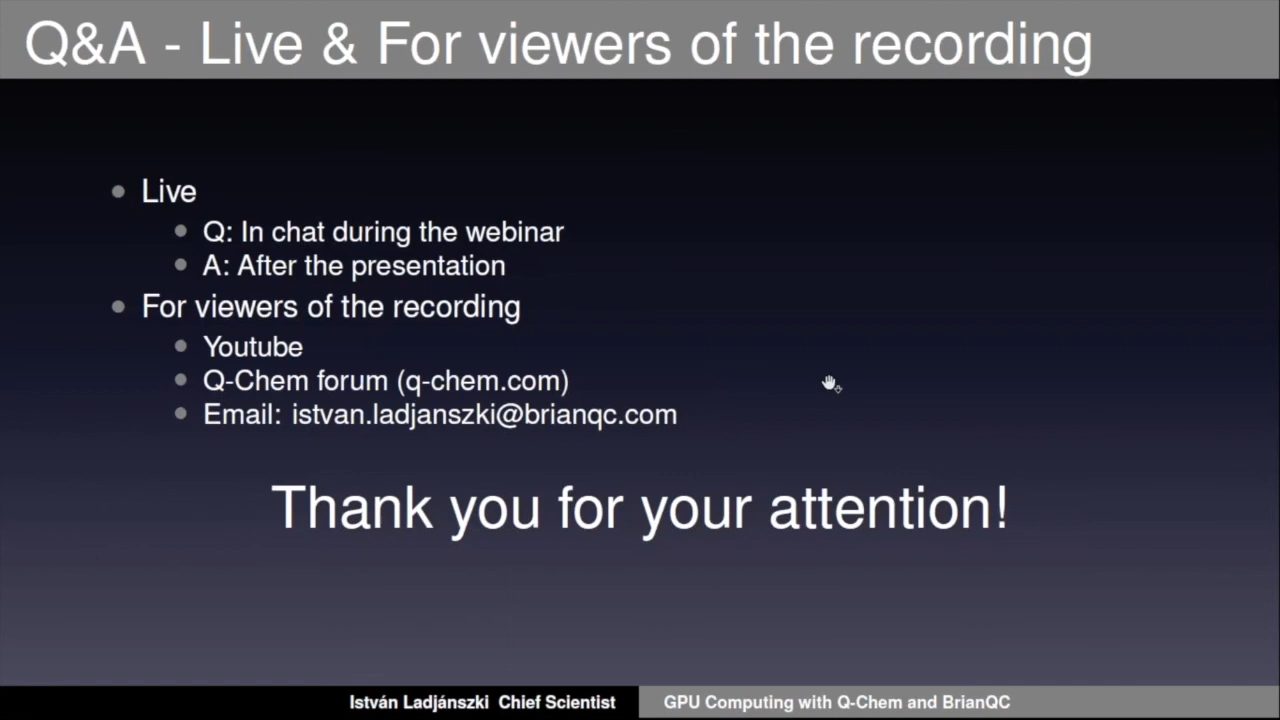 Q&A - Live & For viewers of the recording
Live
Q: In chat during the webinar
A: After the presentation
For viewers of the recording
Youtube
Q-Chem forum (q-chem.com)
Email: istvan.ladjanszki@brianqc.com
Thank you for your attention!
István Ladjánszki Chief Scientist
GPU Computing with Q-Chem and BrianQC